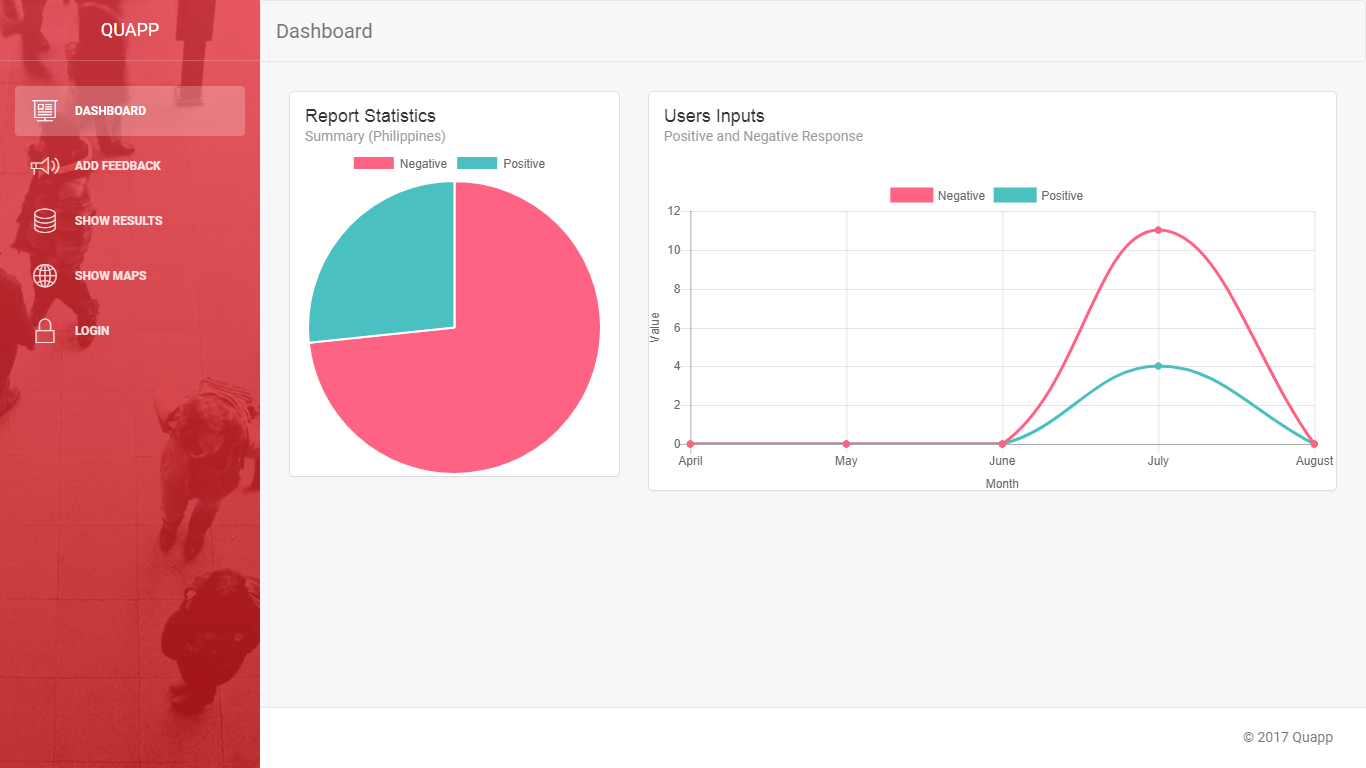 QUAPP
DASHBOARD
ADD FEEDBACK
SHOW RESULTS
SHOW MAPS
LOGIN
Dashboard
Report Statistics
Summary (Philippines)
Negative Positive
Users Inputs
Positive and Negative Response
Negative Positive
Value
12
10
8
6
4
2
0
April May June July August
Month
© 2017 Quapp